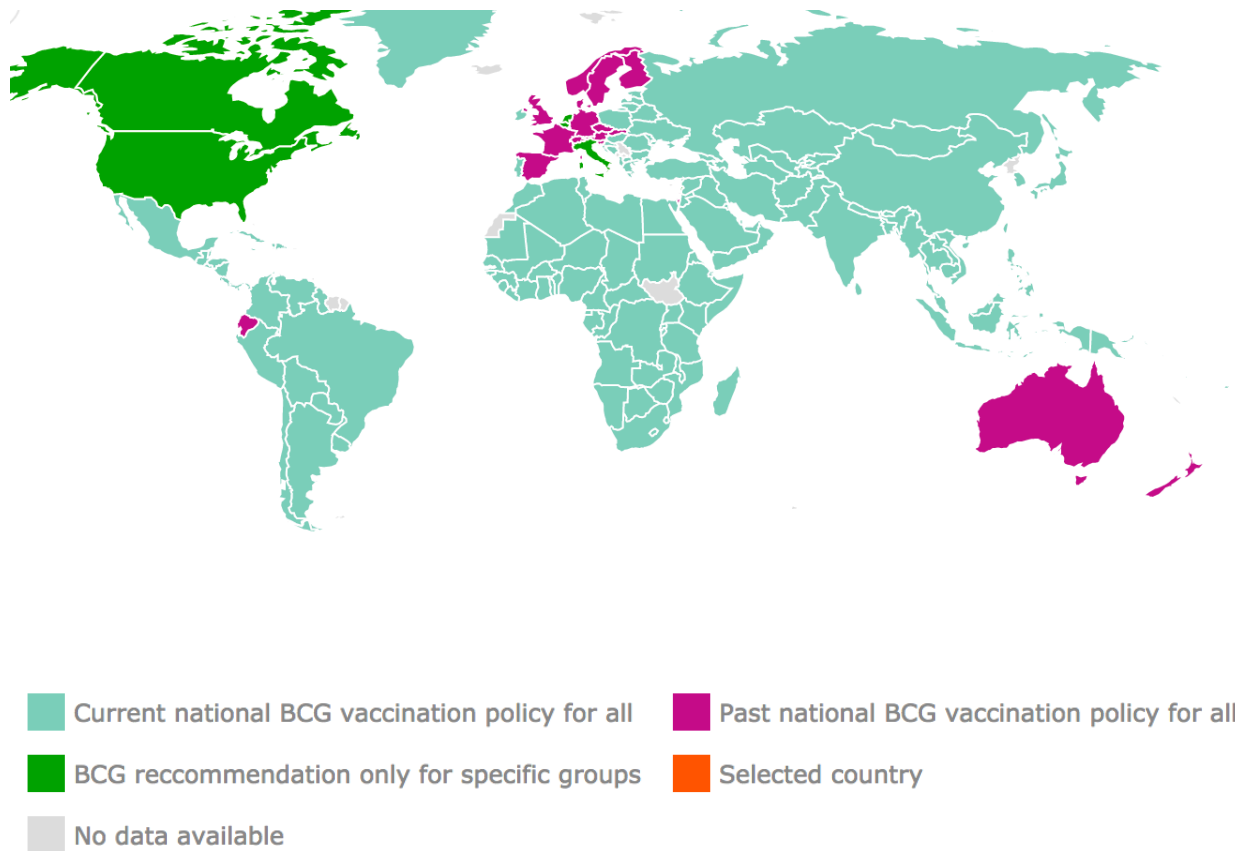 Current national BCG vaccination policy for all
Past national BCG vaccination policy for all
BCG reccommendation only for specific groups
Selected country
No data available